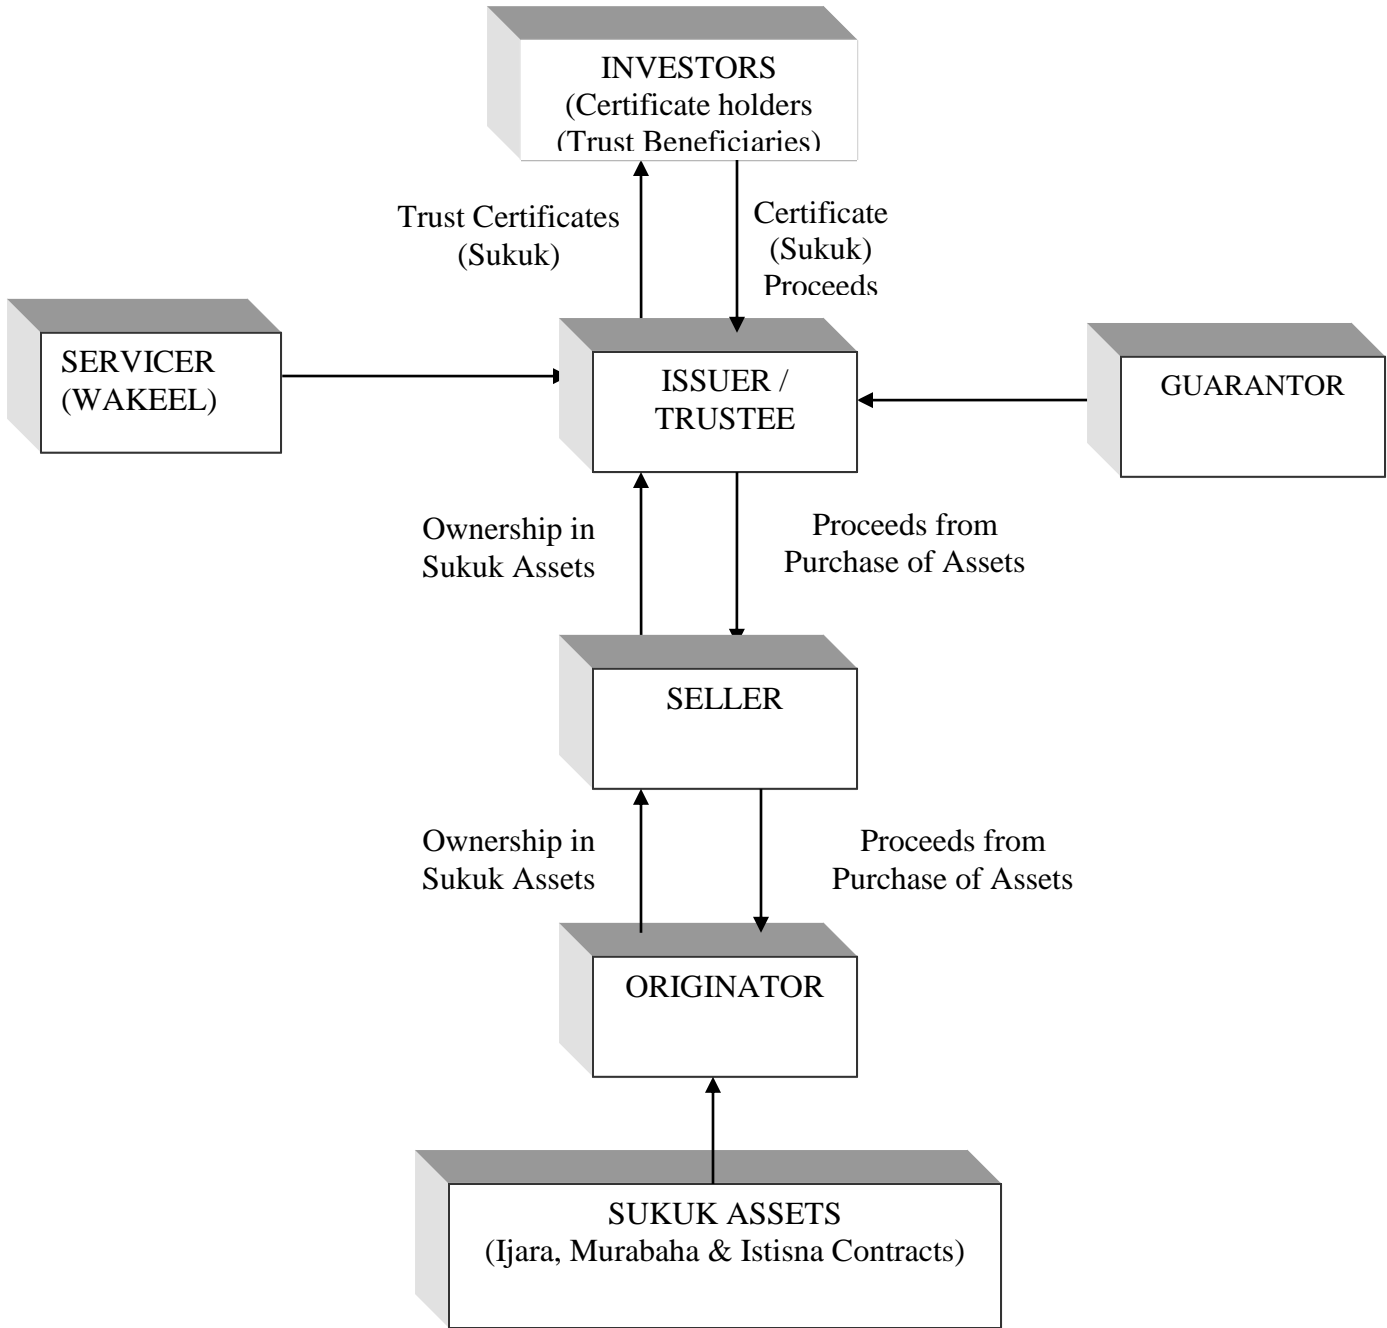 INVESTORS
(Certificate holders
(Trust Beneficiaries)
Trust Certificates
(Sukuk)
Certificate
(Sukuk)
Proceeds
SERVICER
(WAKEEL)
ISSUER /
TRUSTEE
GUARANTOR
Ownership in
Sukuk Assets
Proceeds from
Purchase of Assets
SELLER
Ownership in
Sukuk Assets
Proceeds from
Purchase of Assets
ORIGINATOR
SUKUK ASSETS
(Ijara, Murabaha & Istisna Contracts)